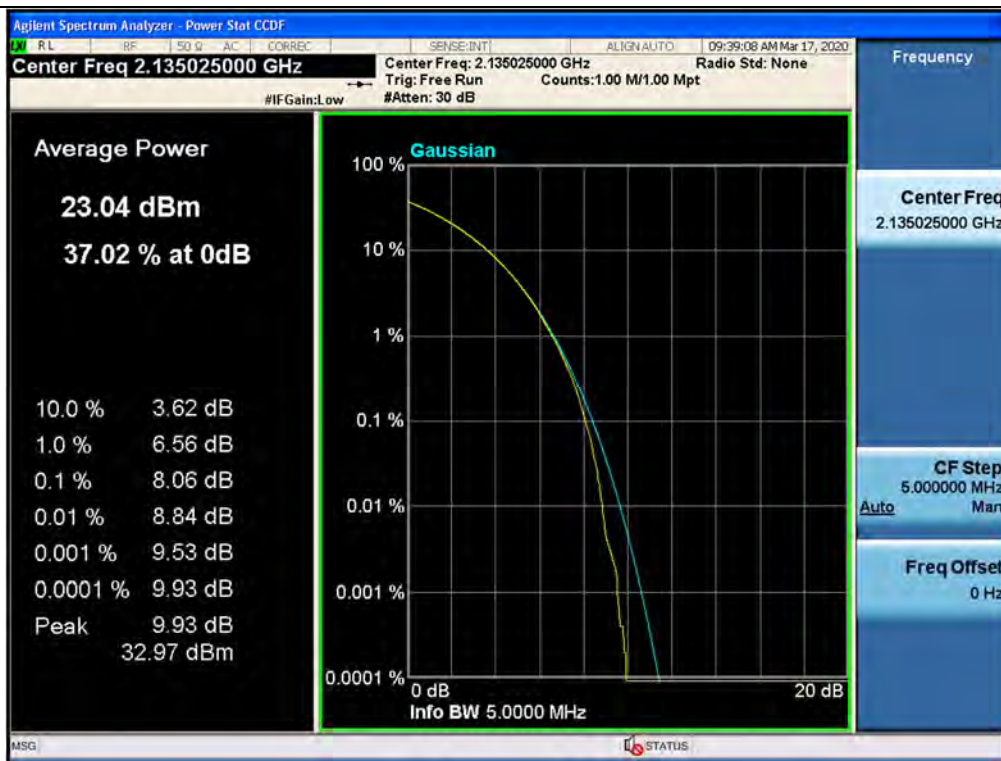 Agilent Spectrum Analyzer - Power Stat CCDF
LXI RL RF 50 Ω AC CORREC SENSE:INT ALIGN AUTO 09:39:08 AM Mar 17, 2020
Center Freq 2.135025000 GHz
Center Freq: 2.135025000 GHz Radio Std: None
Trig: Free Run Counts:1.00 M/1.00 Mpt
#IFGain:Low #Atten: 30 dB
Average Power
23.04 dBm
37.02 % at 0dB
10.0 % 3.62 dB
1.0 % 6.56 dB
0.1 % 8.06 dB
0.01 % 8.84 dB
0.001 % 9.53 dB
0.0001 % 9.93 dB
Peak 9.93 dB
32.97 dBm
Gaussian
100 %
10 %
1 %
0.1 %
0.01 %
0.001 %
0.0001 %
0 dB 20 dB
Info BW 5.0000 MHz
Frequency
Center Freq
2.135025000 GHz
CF Step
5.000000 MHz
Auto Man
Freq Offset
0 Hz
MSG STATUS